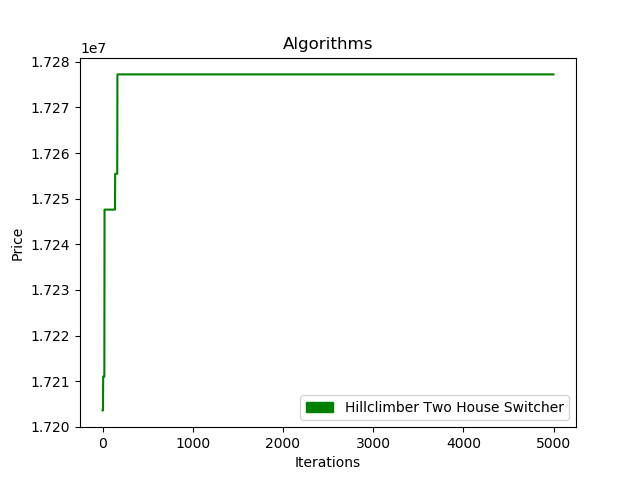 Algorithms
1e7
1.728
1.727
1.726
1.725
1.724
1.723
1.722
1.721
1.720
Price
0 1000 2000 3000 4000 5000
Iterations
Hillclimber Two House Switcher